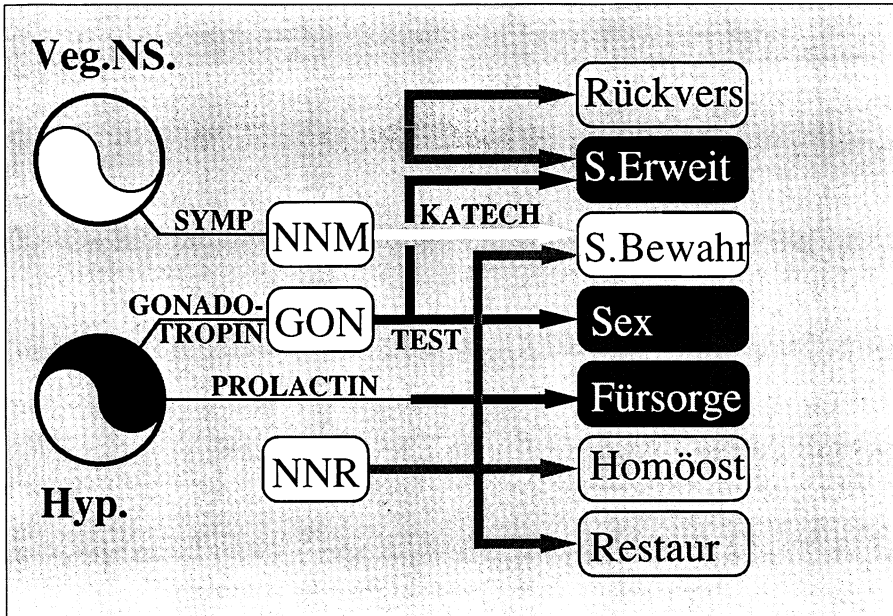 Veg.NS.
Rückvers
S.Erweit
SYMP
NNM
KATECH
S.Bewahr
GONADO-
TROPIN
GON
TEST
Sex
PROLACTIN
Fürsorge
NNR
Homöost
Hyp.
Restaur